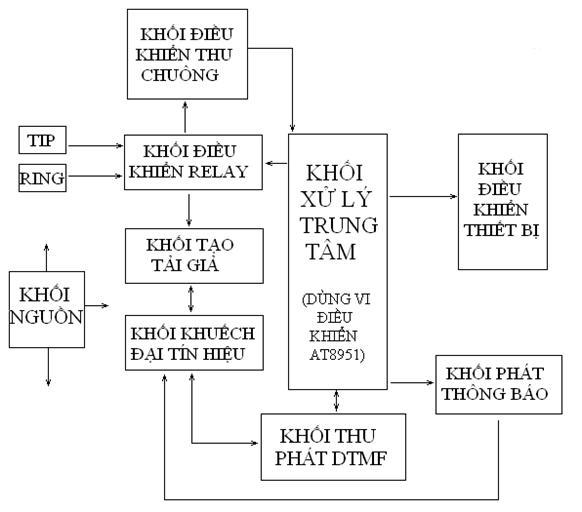 KHỐI ĐIỀU
KHIỂN THU
CHUÔNG
TIP
RING
KHỐI ĐIỀU
KHIỂN RELAY
KHỐI TẠO
TẢI GIẢ
KHỐI
NGUỒN
KHỐI KHUẾCH
ĐẠI TÍN HIỆU
KHỐI
XỬ LÝ
TRUNG
TÂM
(DÙNG VI
ĐIỀU
KHIỂN
AT8951)
KHỐI
ĐIỀU
KHIỂN
THIẾT BỊ
KHỐI PHÁT
THÔNG BÁO
KHỐI THU
PHÁT DTMF